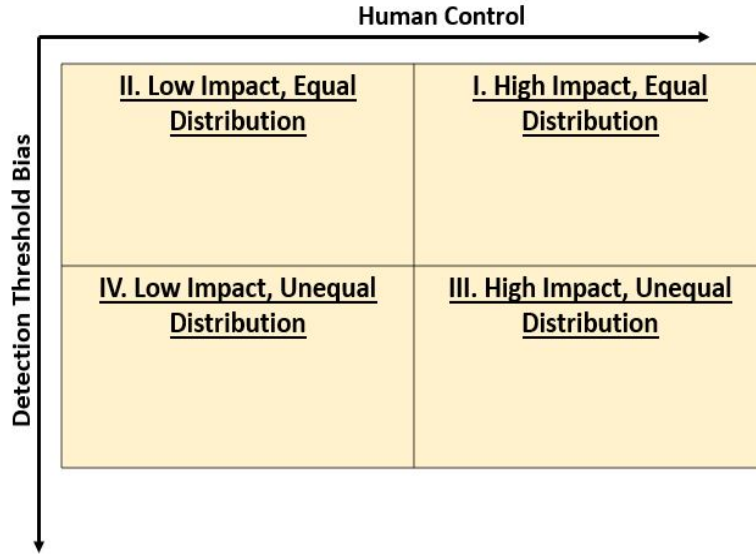 Human Control
Detection Threshold Bias
II. Low Impact, Equal
Distribution
I. High Impact, Equal
Distribution
IV. Low Impact, Unequal
Distribution
III. High Impact, Unequal
Distribution